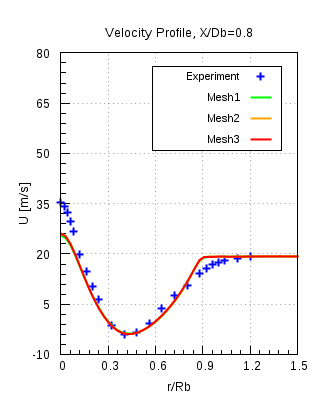 Velocity Profile, X/Db=0.8
80
65
50
35
20
5
-10
U [m/s]
Experiment
Mesh1
Mesh2
Mesh3
0 0.3 0.6 0.9 1.2 1.5
r/Rb